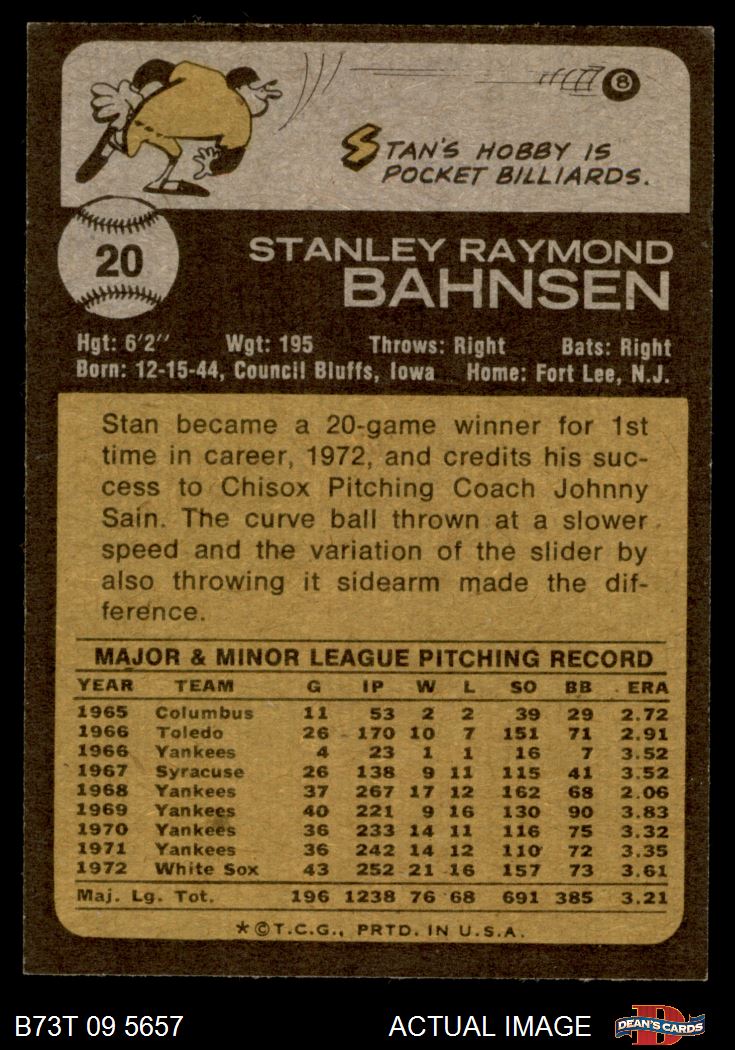 8
STAN'S HOBBY IS
POCKET BILLIARDS.
20
STANLEY RAYMOND
BAHNSEN
Hgt: 6'2" Wgt: 195 Throws: Right Bats: Right
Born: 12-15-44, Council Bluffs, Iowa Home: Fort Lee, N.J.
Stan became a 20-game winner for 1st
time in career, 1972, and credits his suc-
cess to Chisox Pitching Coach Johnny
Sain. The curve ball thrown at a slower
speed and the variation of the slider by
also throwing it sidearm made the dif-
ference.
MAJOR & MINOR LEAGUE PITCHING RECORD
YEAR TEAM G IP W L SO BB ERA
1965 Columbus 11 53 2 2 39 29 2.72
1966 Toledo 26 170 10 7 151 71 2.91
1966 Yankees 4 23 1 1 16 7 3.52
1967 Syracuse 26 138 9 11 115 41 3.52
1968 Yankees 37 267 17 12 162 68 2.06
1969 Yankees 40 221 9 16 130 90 3.83
1970 Yankees 36 233 14 11 116 75 3.32
1971 Yankees 36 242 14 12 110 72 3.35
1972 White Sox 43 252 21 16 157 73 3.61
Maj. Lg. Tot. 196 1238 76 68 691 385 3.21
*©T.C.G., PRTD. IN U.S.A.
B73T 09 5657 ACTUAL IMAGE D DEAN'S CARDS